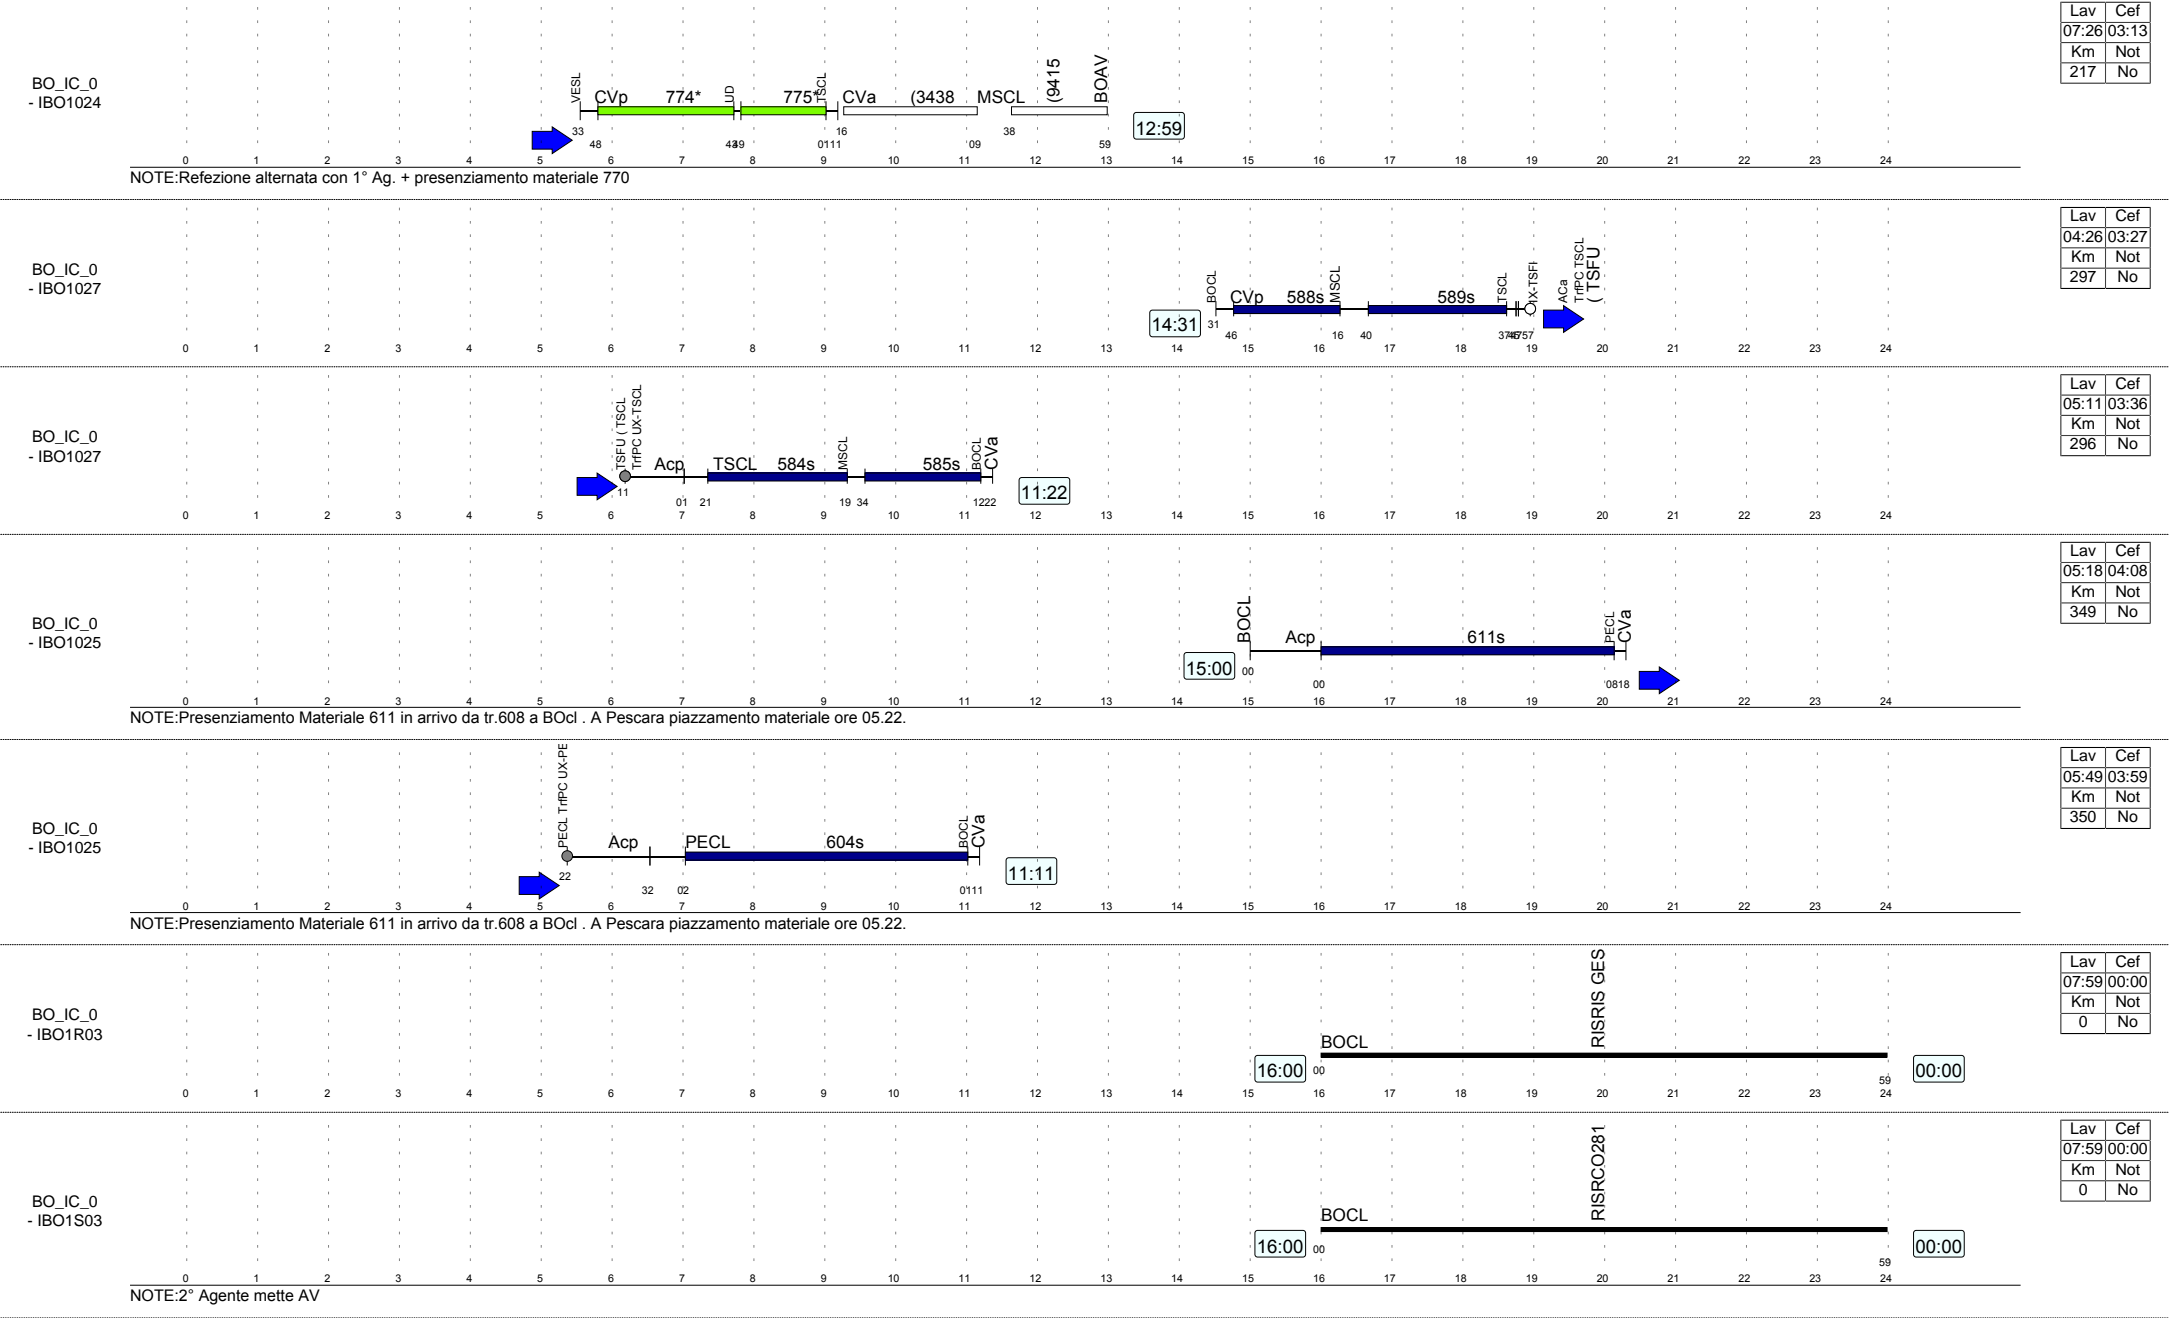 Lav Cef
07:26 03:13
Km Not
217 No
BO_IC_0
- IBO1024
VESL
CVp 774* UD 775* TSCL CVa (3438 MSCL (9415 BOAV
33 16 38
48 49 0111 09 59
12:59
0 1 2 3 4 5 6 7 8 9 10 11 12 13 14 15 16 17 18 19 20 21 22 23 24
NOTE:Refezione alternata con 1° Ag. + presenziamento materiale 770
Lav Cef
04:26 03:27
Km Not
297 No
BO_IC_0
- IBO1027
BOCL CVp 588s MSCL 589s TSCL ACa TrfPC TSCL ( TSFU
14:31
31
46 16 40 57
0 1 2 3 4 5 6 7 8 9 10 11 12 13 14 15 16 17 18 19 20 21 22 23 24
Lav Cef
05:11 03:36
Km Not
296 No
BO_IC_0
- IBO1027
TSFU ( TSCL
TrfPC UX-TSCL
Acp TSCL 584s MSCL 585s BOCL CVa
11
01 21 19 34 1222
11:22
0 1 2 3 4 5 6 7 8 9 10 11 12 13 14 15 16 17 18 19 20 21 22 23 24
Lav Cef
05:18 04:08
Km Not
349 No
BO_IC_0
- IBO1025
BOCL Acp 611s PECL CVa
15:00
00
00 0818
0 1 2 3 4 5 6 7 8 9 10 11 12 13 14 15 16 17 18 19 20 21 22 23 24
NOTE:Presenziamento Materiale 611 in arrivo da tr.608 a BOcl . A Pescara piazzamento materiale ore 05.22.
Lav Cef
05:49 03:59
Km Not
350 No
BO_IC_0
- IBO1025
PECL TrfPC UX-PE
Acp PECL 604s BOCL CVa
22
32 02 0111
11:11
0 1 2 3 4 5 6 7 8 9 10 11 12 13 14 15 16 17 18 19 20 21 22 23 24
NOTE:Presenziamento Materiale 611 in arrivo da tr.608 a BOcl . A Pescara piazzamento materiale ore 05.22.
Lav Cef
07:59 00:00
Km Not
0 No
BO_IC_0
- IBO1R03
BOCL RISRIS GES
16:00 00 00:00
59
0 1 2 3 4 5 6 7 8 9 10 11 12 13 14 15 16 17 18 19 20 21 22 23 24
Lav Cef
07:59 00:00
Km Not
0 No
BO_IC_0
- IBO1S03
BOCL RISRCO281
16:00 00 00:00
59
0 1 2 3 4 5 6 7 8 9 10 11 12 13 14 15 16 17 18 19 20 21 22 23 24
NOTE:2° Agente mette AV